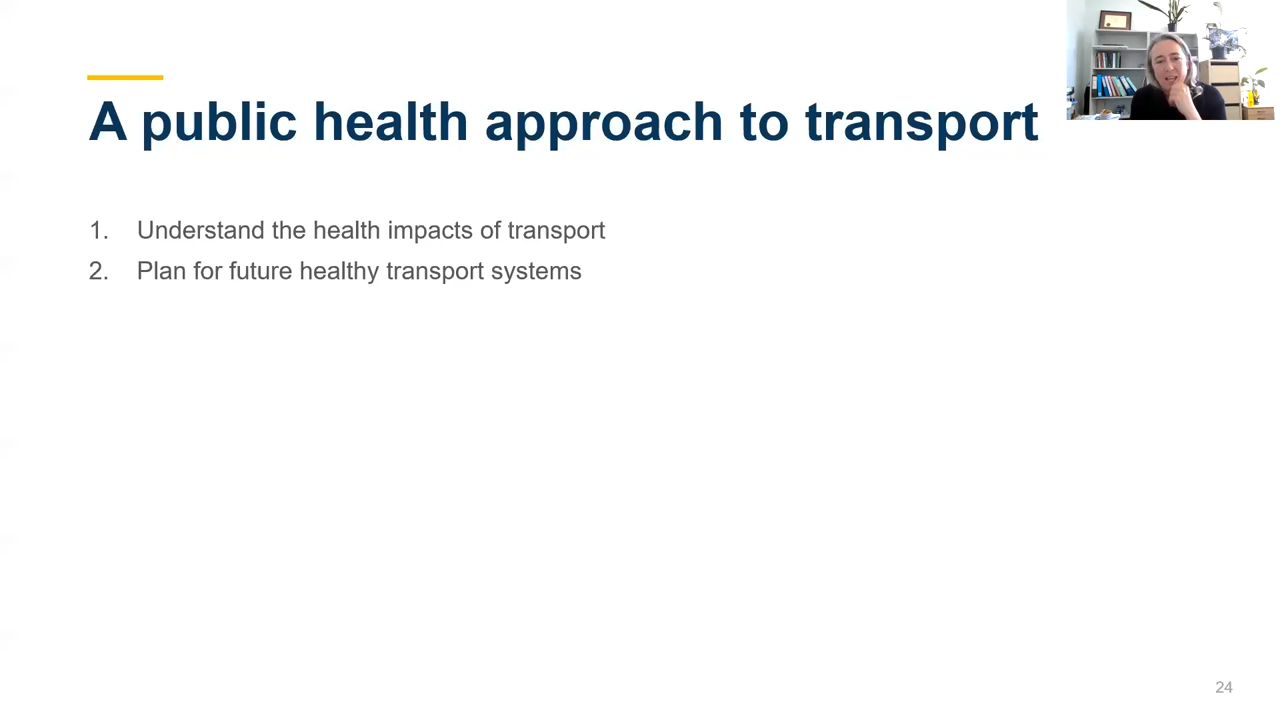 A public health approach to transport
1. Understand the health impacts of transport
2. Plan for future healthy transport systems
24